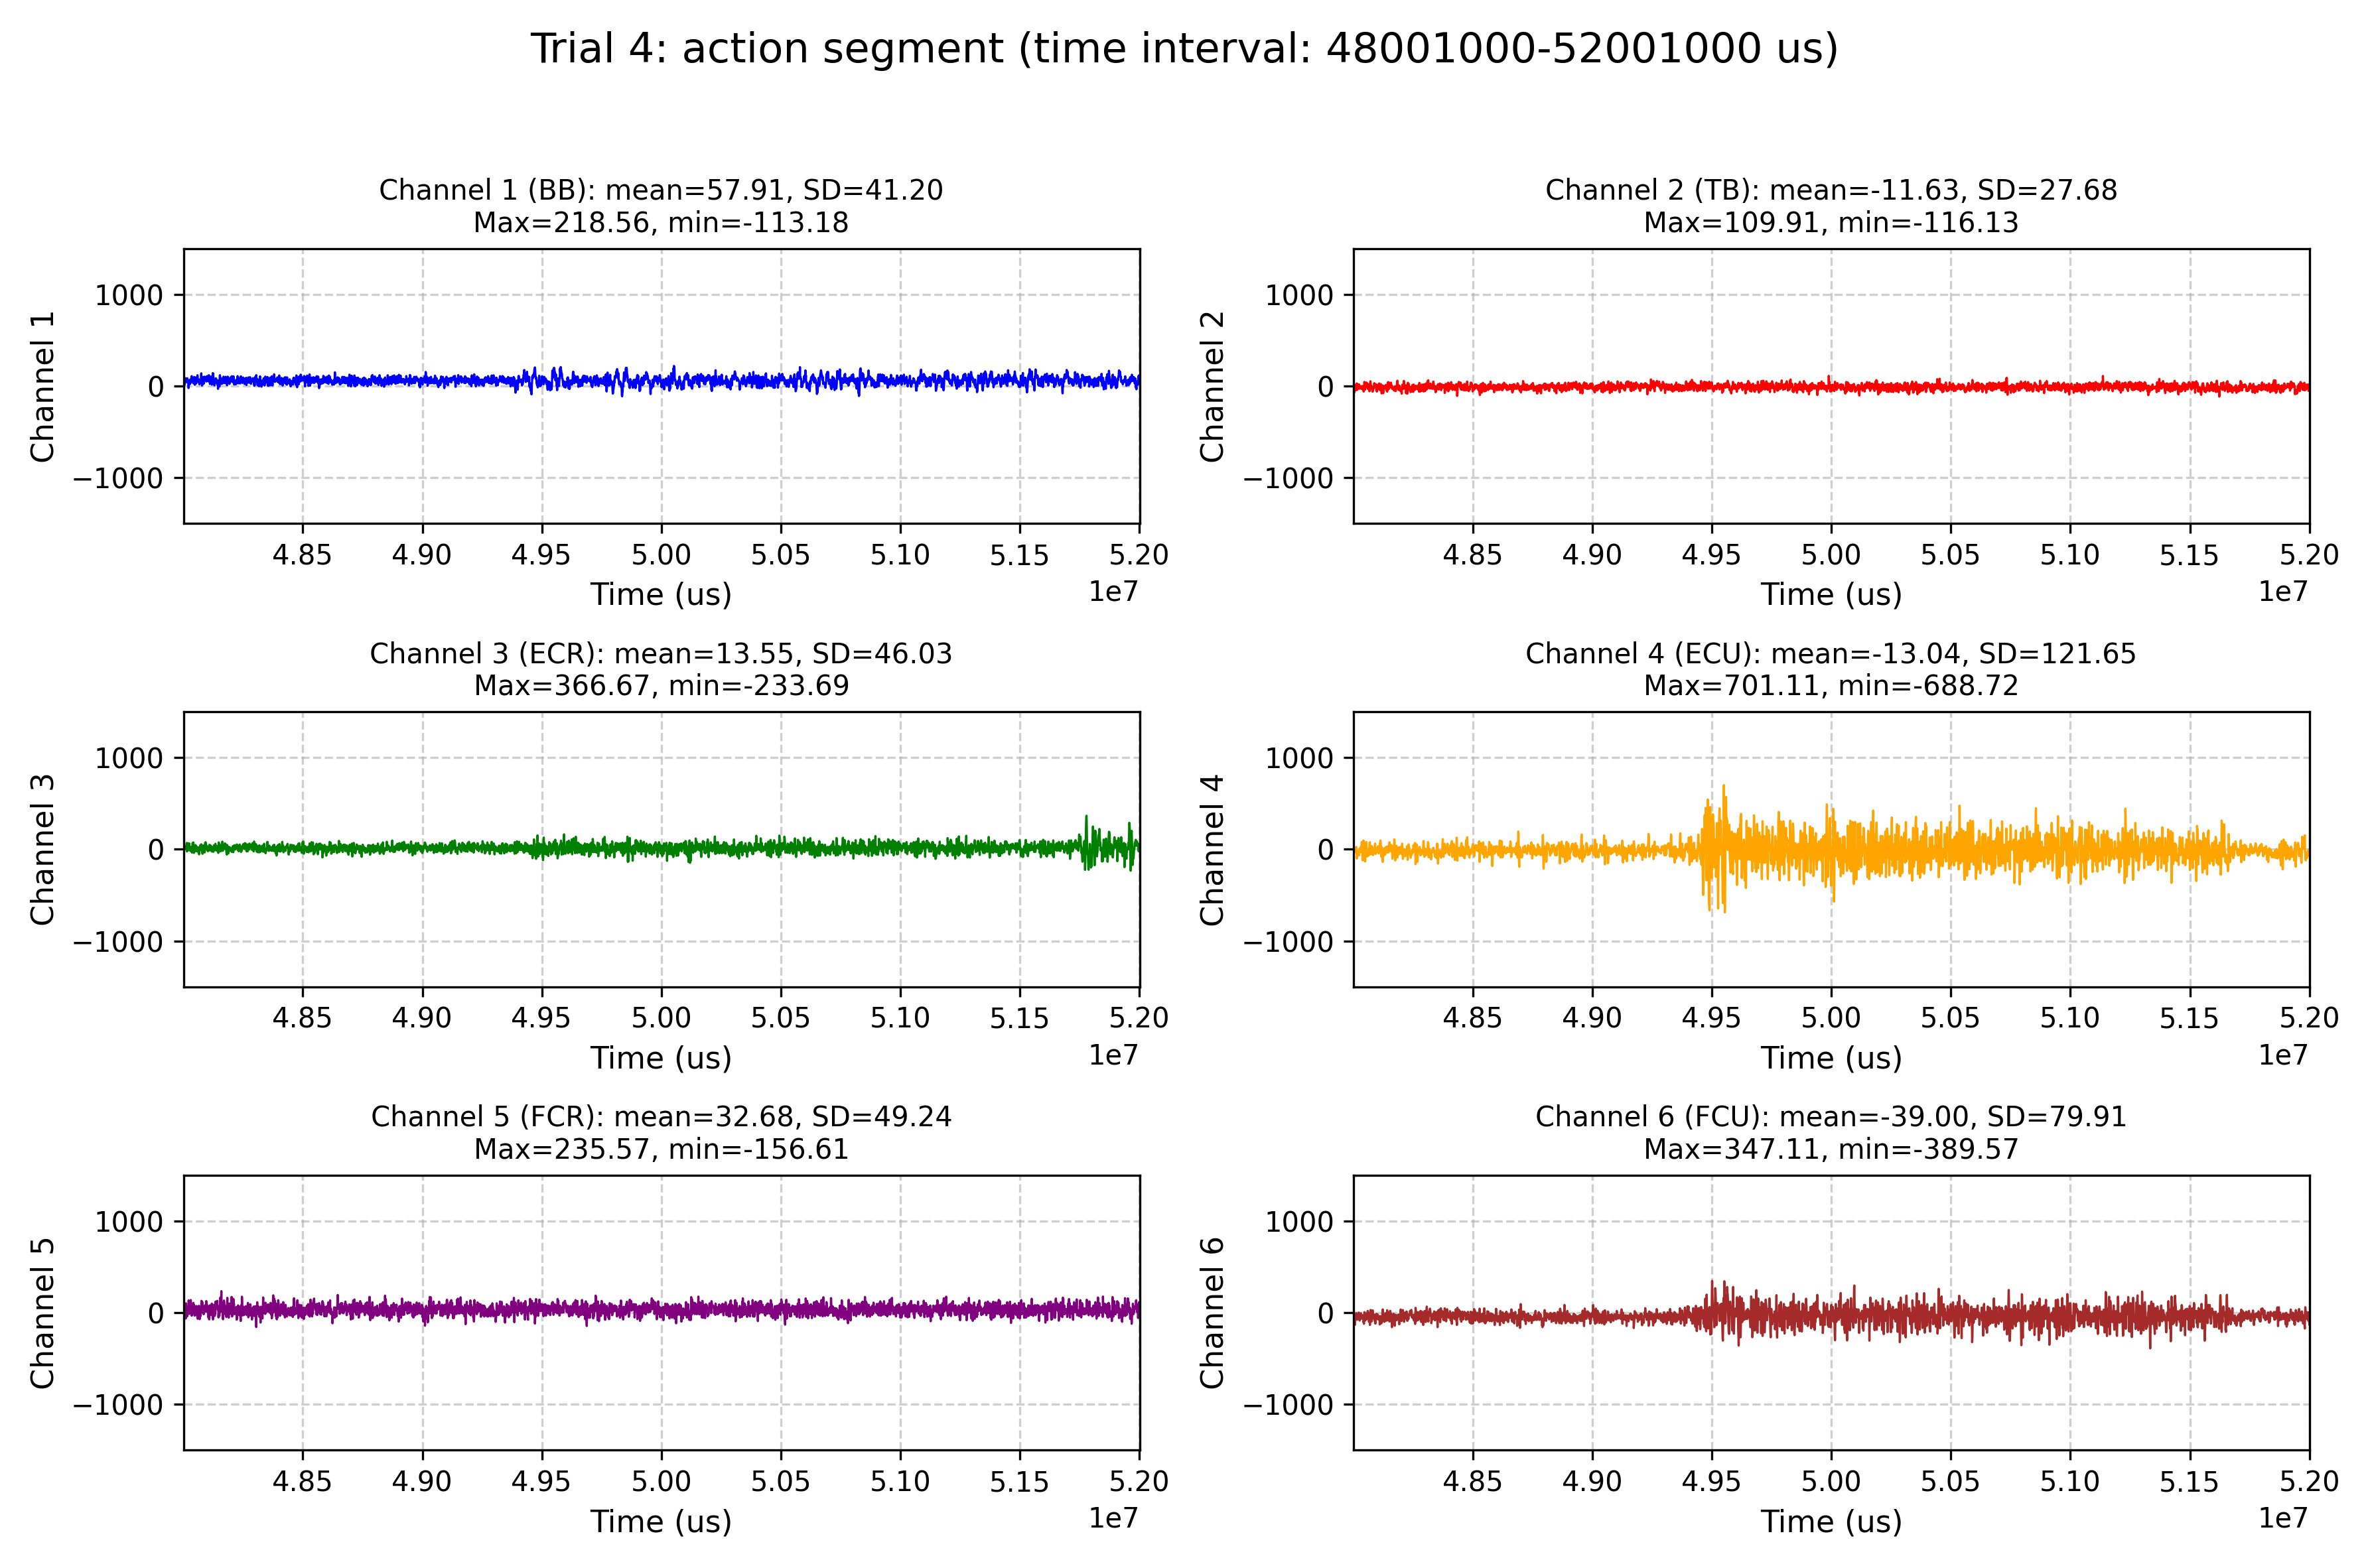 Trial 4: action segment (time interval: 48001000-52001000 us)
Channel 1 (BB): mean=57.91, SD=41.20
Max=218.56, min=-113.18
Channel 1
1000
0
−1000
4.85 4.90 4.95 5.00 5.05 5.10 5.15 5.20
Time (us)
1e7
Channel 2 (TB): mean=-11.63, SD=27.68
Max=109.91, min=-116.13
Channel 2
1000
0
−1000
4.85 4.90 4.95 5.00 5.05 5.10 5.15 5.20
Time (us)
1e7
Channel 3 (ECR): mean=13.55, SD=46.03
Max=366.67, min=-233.69
Channel 3
1000
0
−1000
4.85 4.90 4.95 5.00 5.05 5.10 5.15 5.20
Time (us)
1e7
Channel 4 (ECU): mean=-13.04, SD=121.65
Max=701.11, min=-688.72
Channel 4
1000
0
−1000
4.85 4.90 4.95 5.00 5.05 5.10 5.15 5.20
Time (us)
1e7
Channel 5 (FCR): mean=32.68, SD=49.24
Max=235.57, min=-156.61
Channel 5
1000
0
−1000
4.85 4.90 4.95 5.00 5.05 5.10 5.15 5.20
Time (us)
1e7
Channel 6 (FCU): mean=-39.00, SD=79.91
Max=347.11, min=-389.57
Channel 6
1000
0
−1000
4.85 4.90 4.95 5.00 5.05 5.10 5.15 5.20
Time (us)
1e7